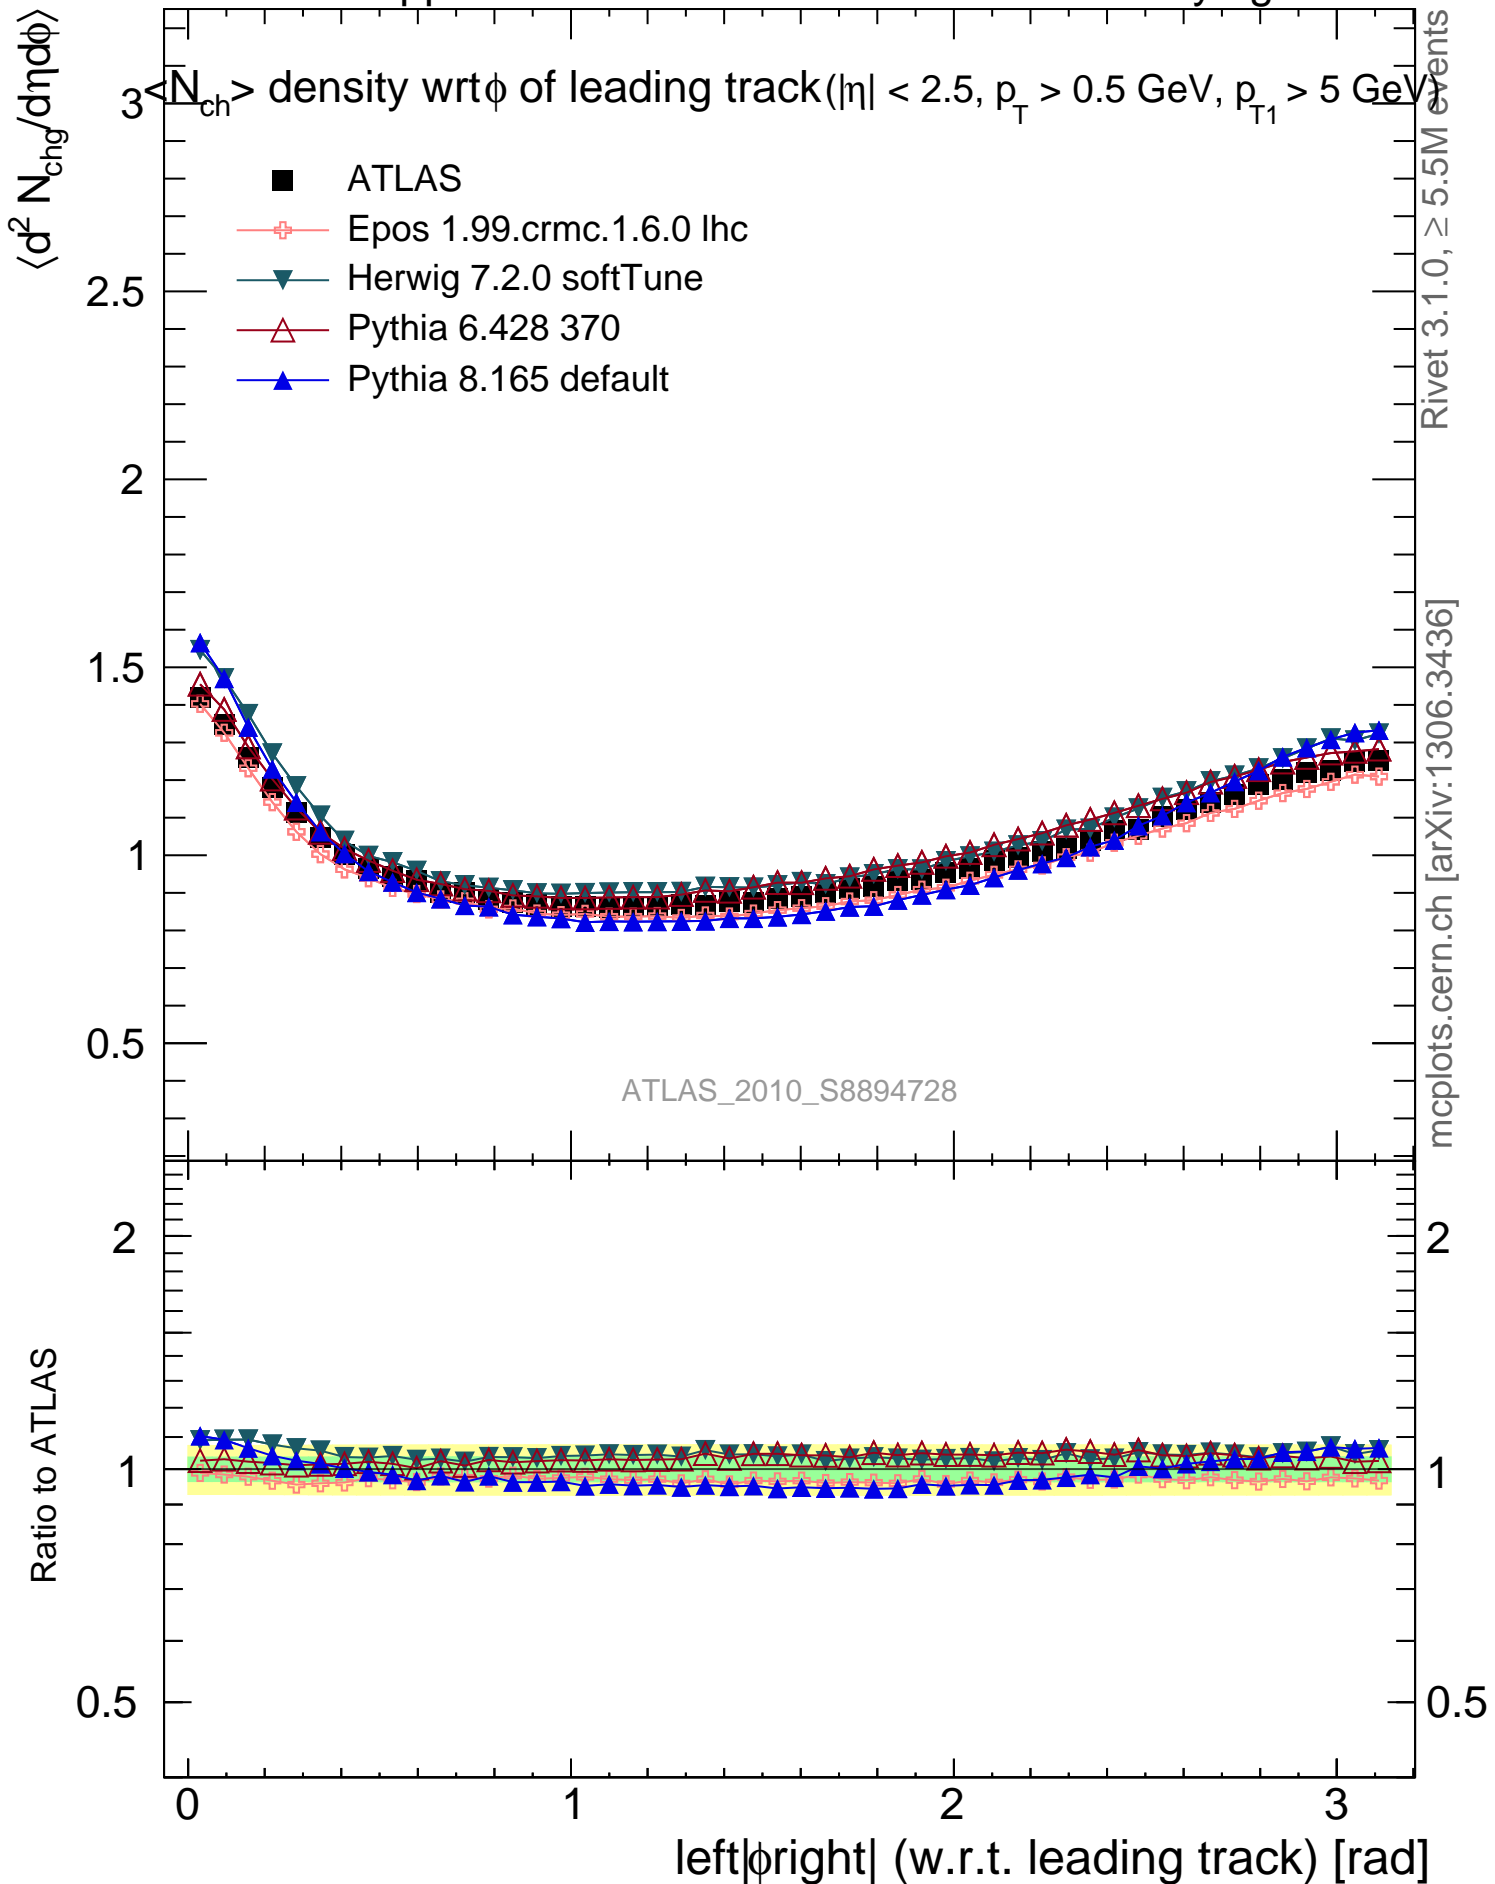 ⟨d² N_chg/dηdϕ⟩
<N_ch> density wrt ϕ of leading track (|η| < 2.5, p_T > 0.5 GeV, p_T1 > 5 GeV)
ATLAS
Epos 1.99.crmc.1.6.0 lhc
Herwig 7.2.0 softTune
Pythia 6.428 370
Pythia 8.165 default
3
2.5
2
1.5
1
0.5
ATLAS_2010_S8894728
Rivet 3.1.0, ≥ 5.5M events
mcplots.cern.ch [arXiv:1306.3436]
Ratio to ATLAS
2
1
0.5
2
1
0.5
0
1
2
3
left|ϕright| (w.r.t. leading track) [rad]